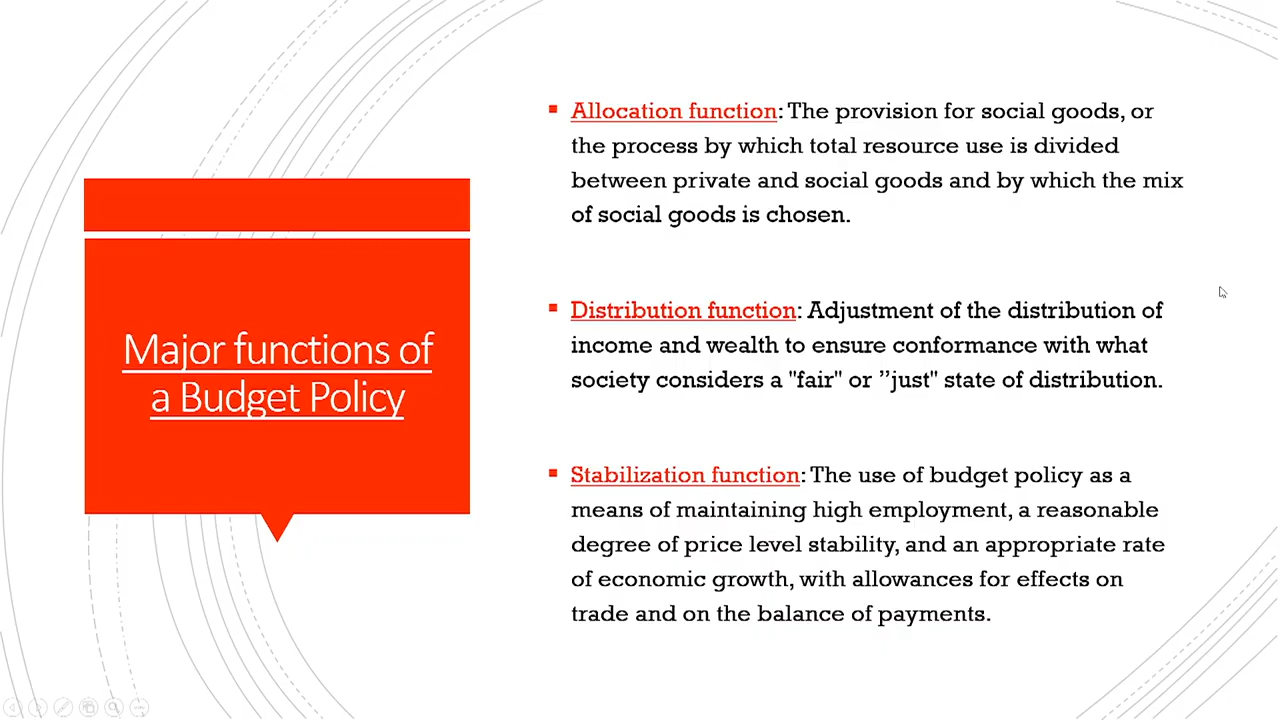 Major functions of
a Budget Policy
Allocation function: The provision for social goods, or
the process by which total resource use is divided
between private and social goods and by which the mix
of social goods is chosen.
Distribution function: Adjustment of the distribution of
income and wealth to ensure conformance with what
society considers a "fair" or ”just" state of distribution.
Stabilization function: The use of budget policy as a
means of maintaining high employment, a reasonable
degree of price level stability, and an appropriate rate
of economic growth, with allowances for effects on
trade and on the balance of payments.